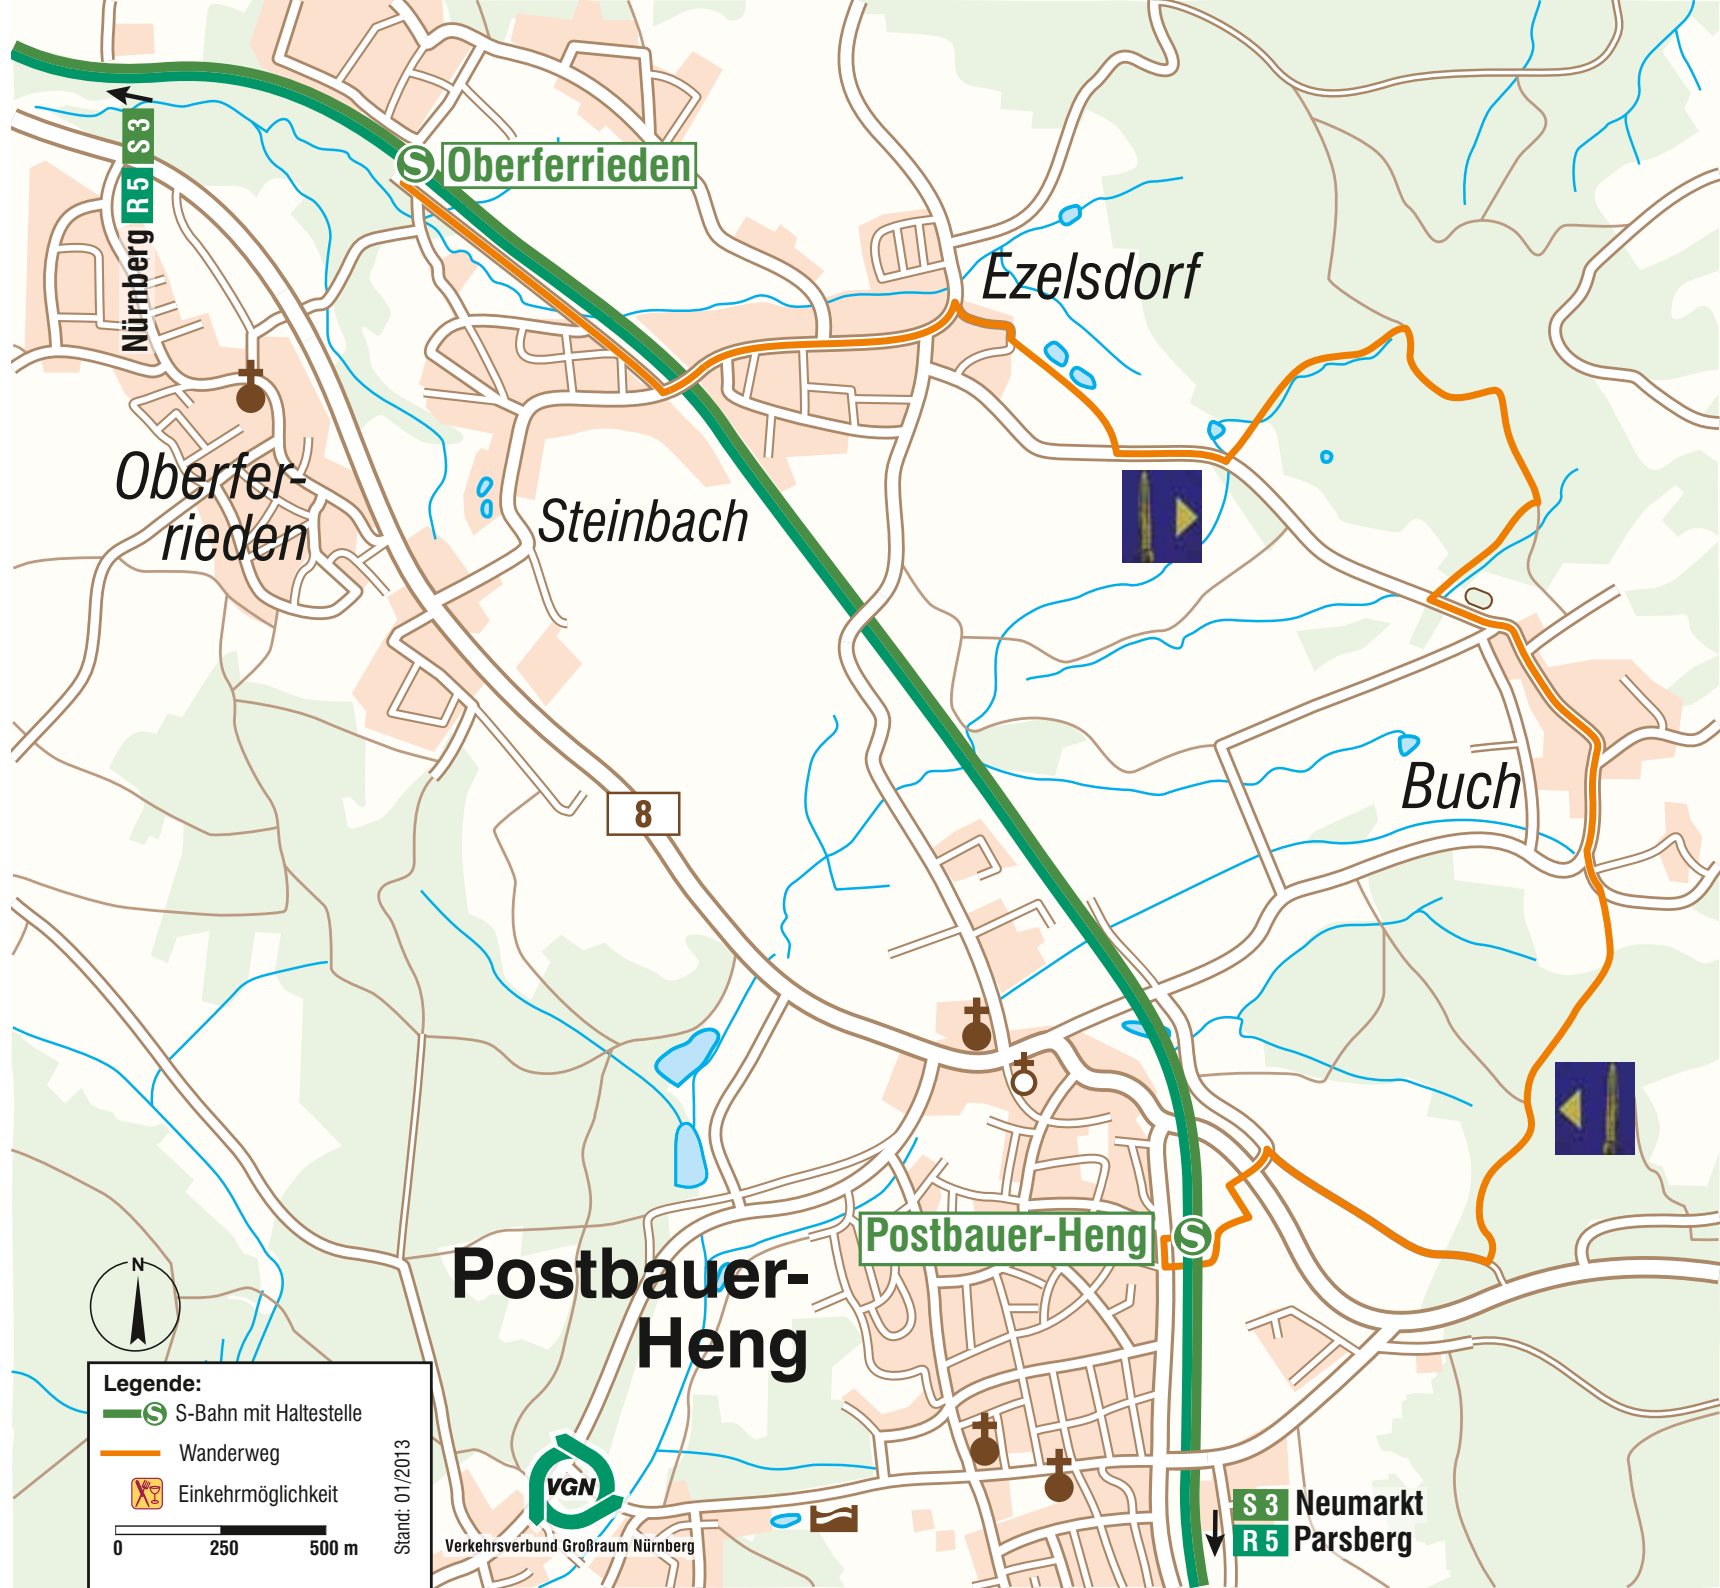 Nürnberg R 5 S 3
Oberferrieden
Ezelsdorf
Oberfer-
rieden
Steinbach
8
Buch
Postbauer-Heng
Postbauer-
Heng
N
Legende:
S S-Bahn mit Haltestelle
Wanderweg
Einkehrmöglichkeit
0 250 500 m
Stand: 01/2013
VGN
Verkehrsverbund Großraum Nürnberg
S 3 Neumarkt
R 5 Parsberg
S
S